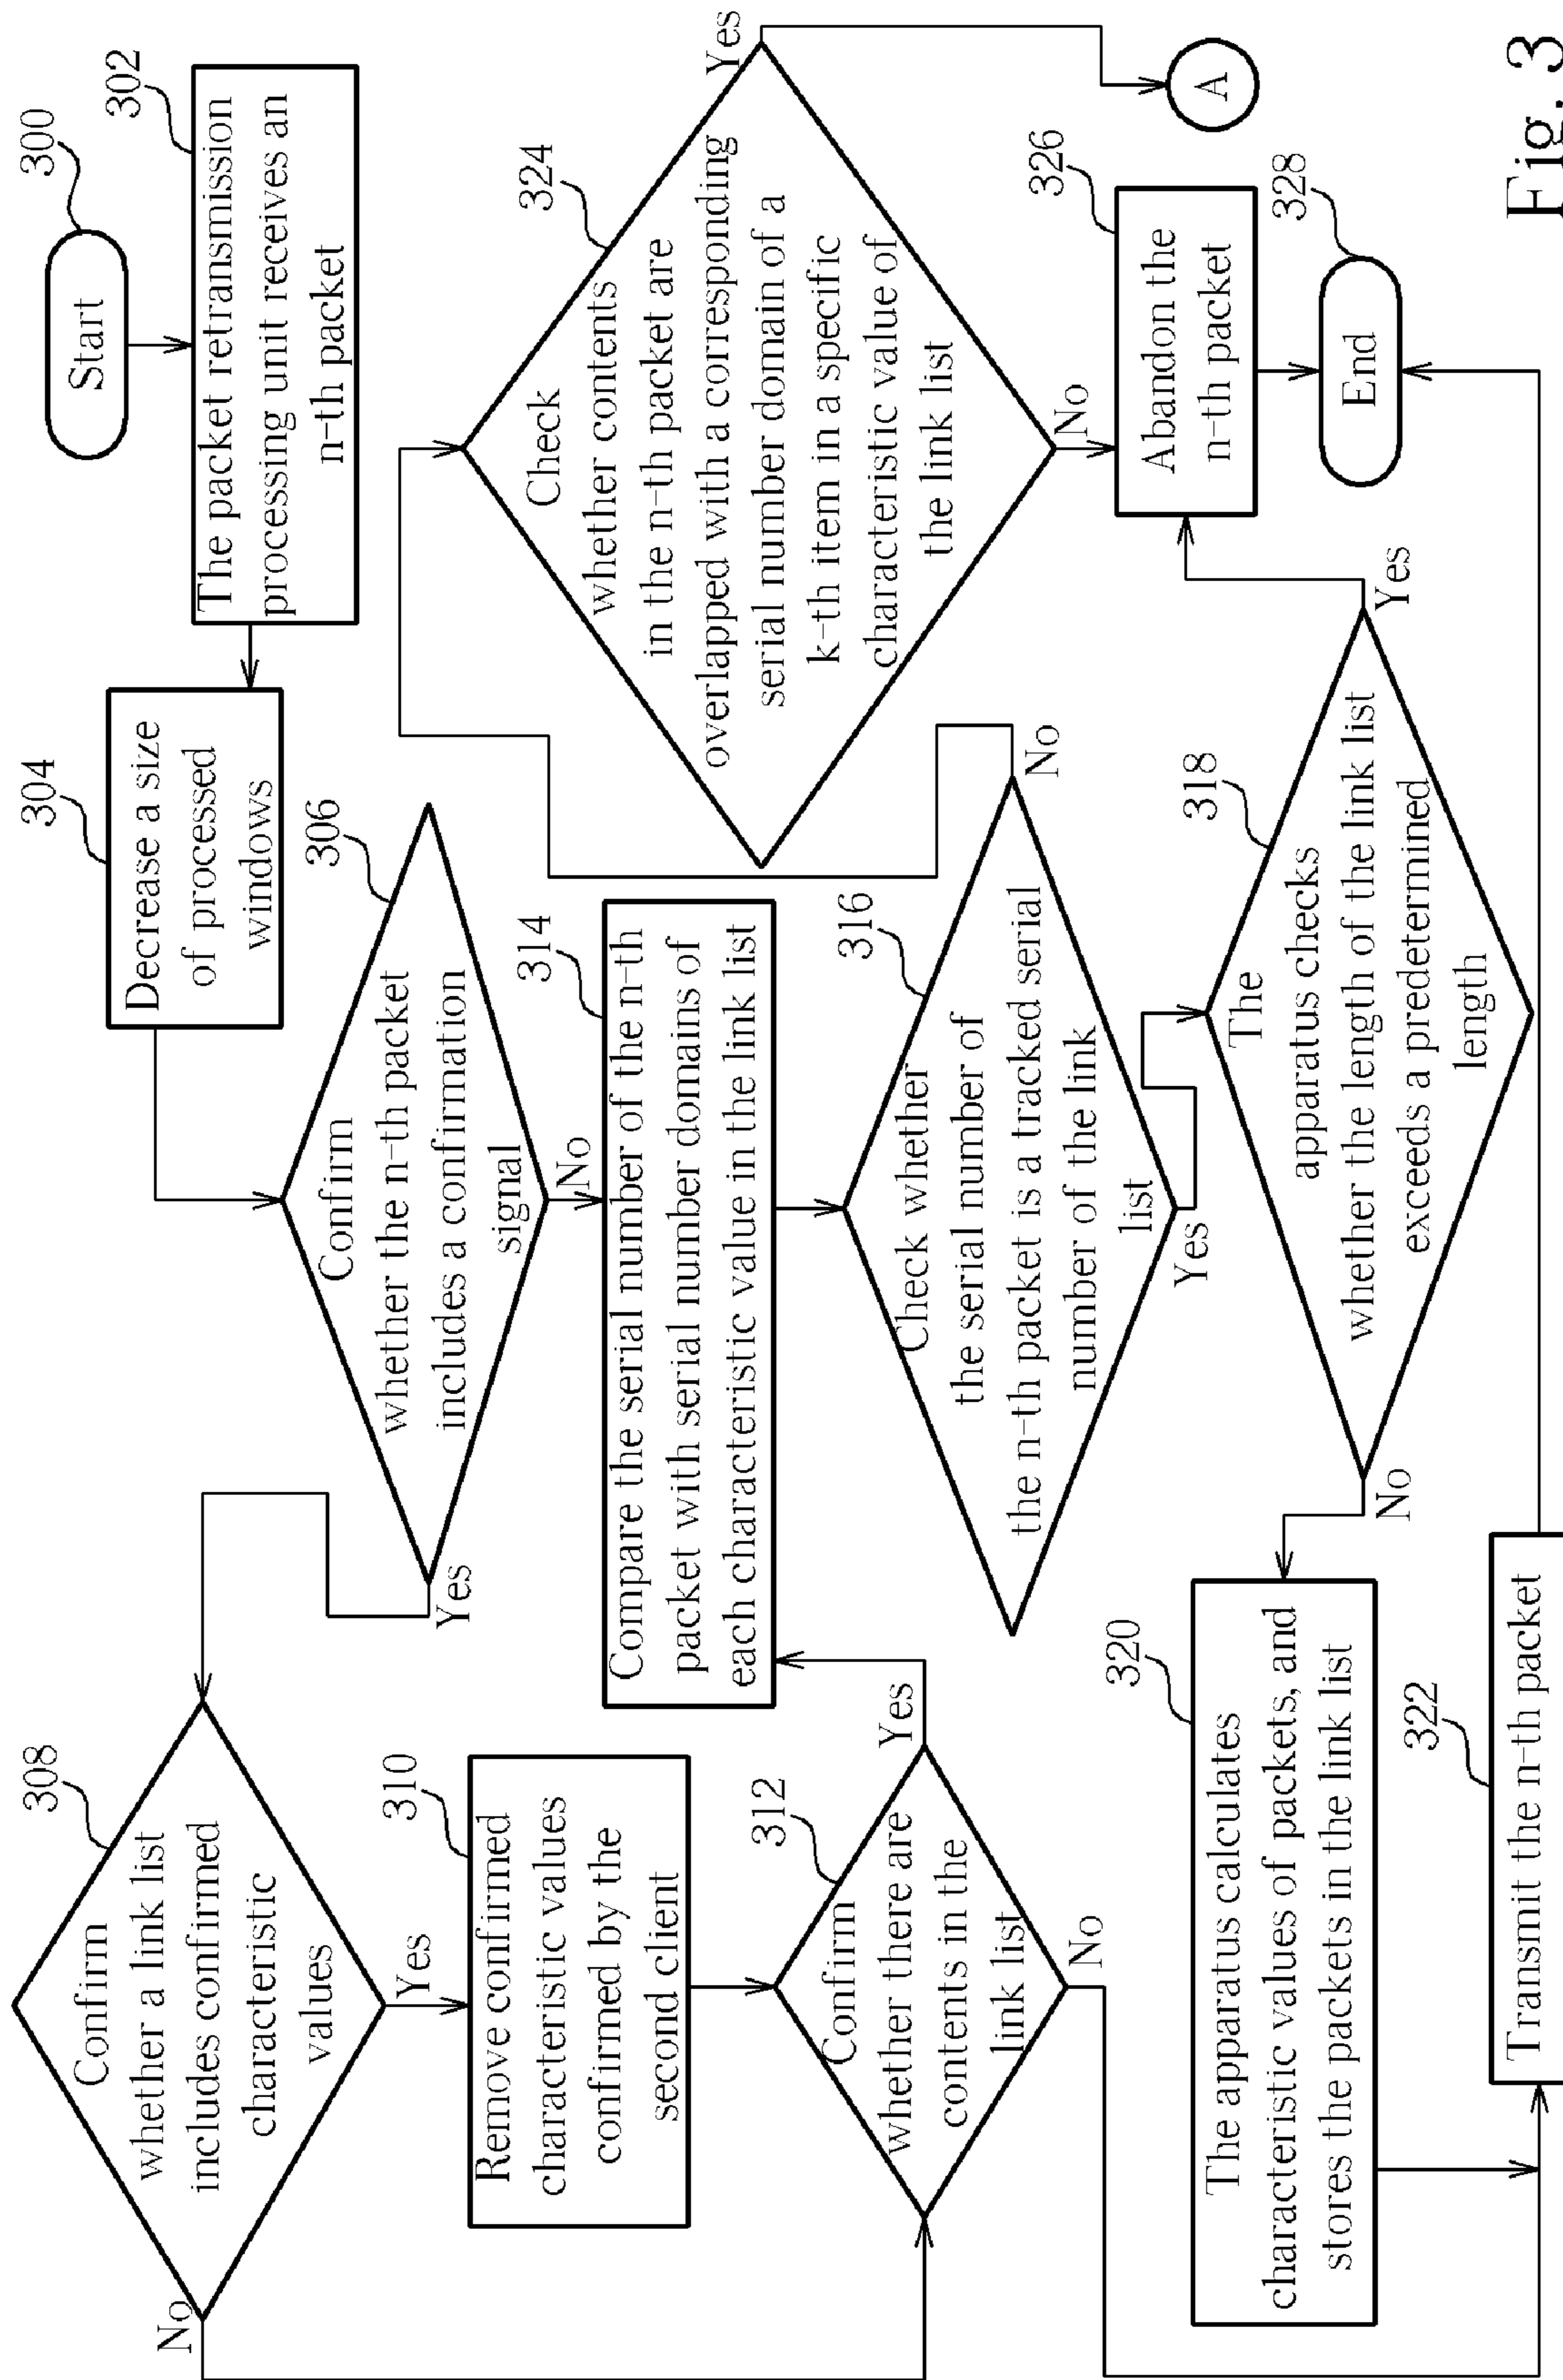 300
Start
302
The packet retransmission
processing unit receives an
n-th packet
304
Decrease a size
of processed
windows
306
Confirm
whether the n-th packet
includes a confirmation
signal
Yes
No
308
Confirm
whether a link list
includes confirmed
characteristic
values
No
Yes
310
Remove confirmed
characteristic values
confirmed by the
second client
312
Confirm
whether there are
contents in the
link list
Yes
No
314
Compare the serial number of the n-th
packet with serial number domains of
each characteristic value in the link list
316
Check whether
the serial number of
the n-th packet is a tracked serial
number of the link
list
Yes
No
318
The
apparatus checks
whether the length of the link list
exceeds a predetermined
length
No
Yes
320
The apparatus calculates
characteristic values of packets, and
stores the packets in the link list
322
Transmit the n-th packet
324
Check
whether contents
in the n-th packet are
overlapped with a corresponding
serial number domain of a
k-th item in a specific
characteristic value of
the link list
Yes
No
A
326
Abandon the
n-th packet
328
End
Fig. 3